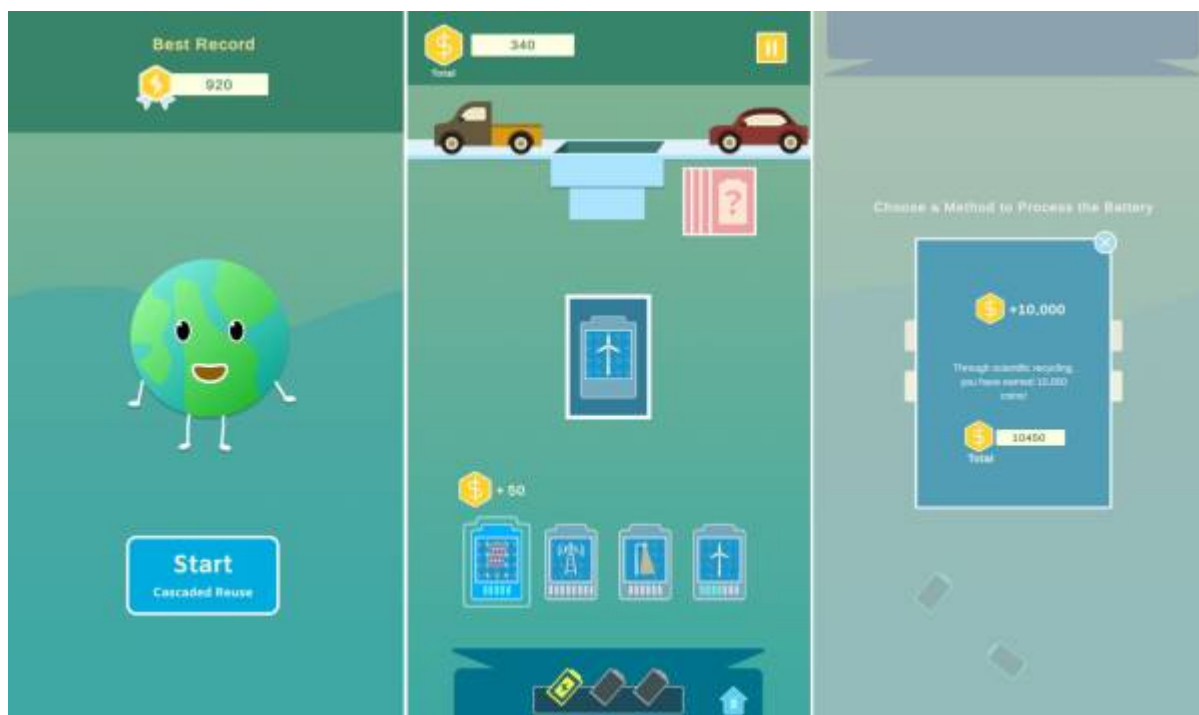 Best Record
920
Start
Cascaded Reuse
340
Total
?
+ 50
Choose a Method to Process the Battery
+10,000
Through scientific recycling,
you have earned 10,000
coins!
10450
Total